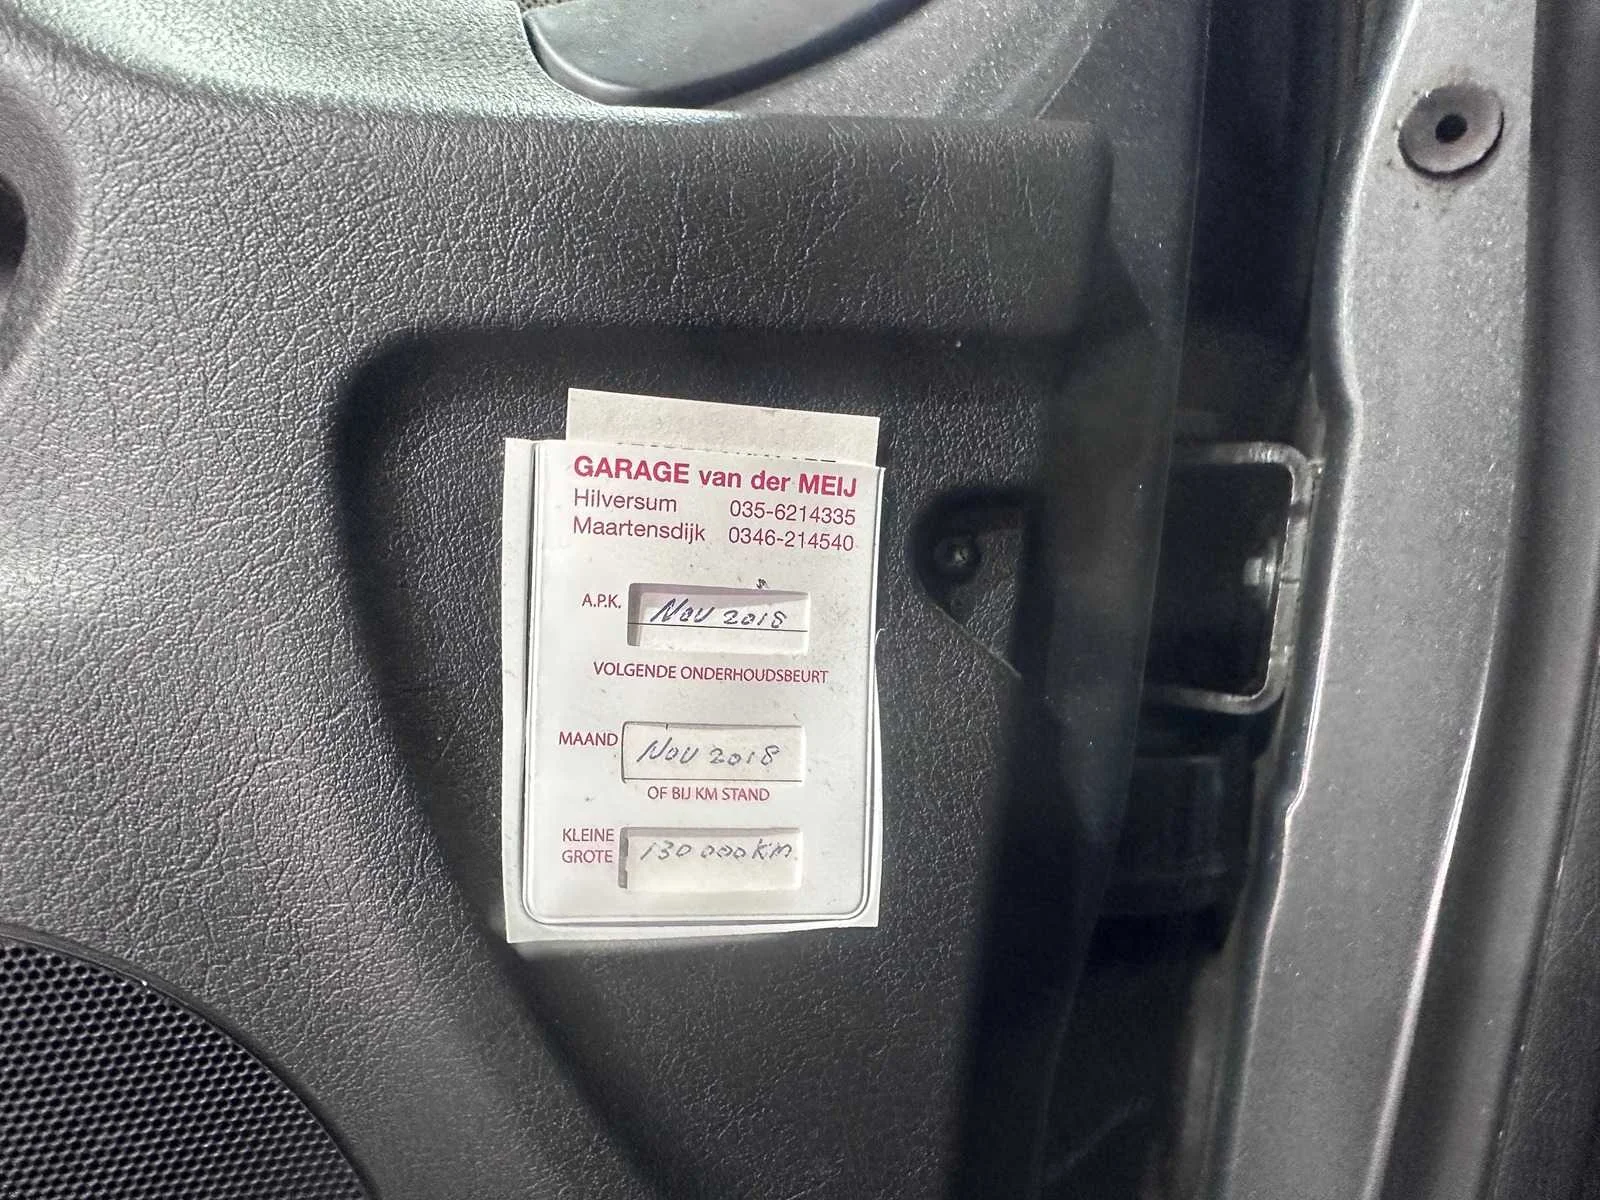 GARAGE van der MEIJ
Hilversum 035-6214335
Maartensdijk 0346-214540
A.P.K. Nov 2018
VOLGENDE ONDERHOUDSBEURT
MAAND Nov 2018
OF BIJ KM STAND
KLEINE
GROTE 130 000 KM